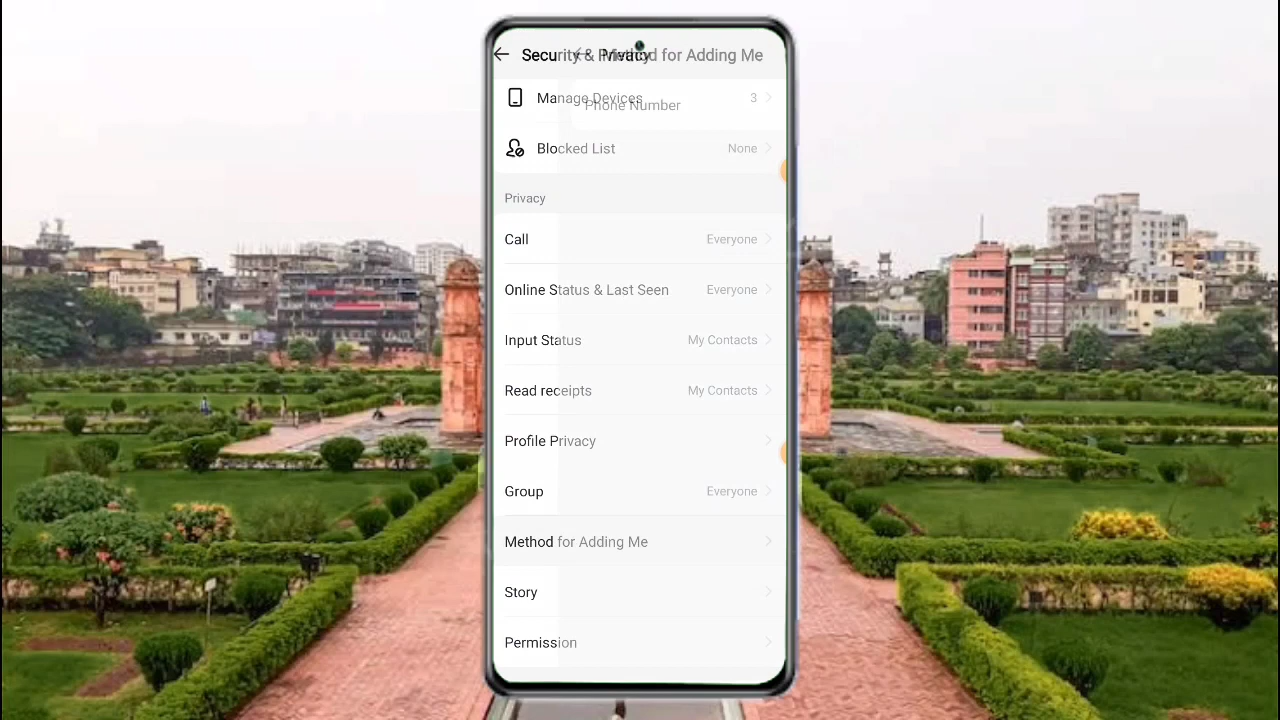 Security & Privacy
Method for Adding Me
Manage Devices 3
Phone Number
Blocked List None
Privacy
Call Everyone
Online Status & Last Seen Everyone
Input Status My Contacts
Read receipts My Contacts
Profile Privacy
Group Everyone
Method for Adding Me
Story
Permission